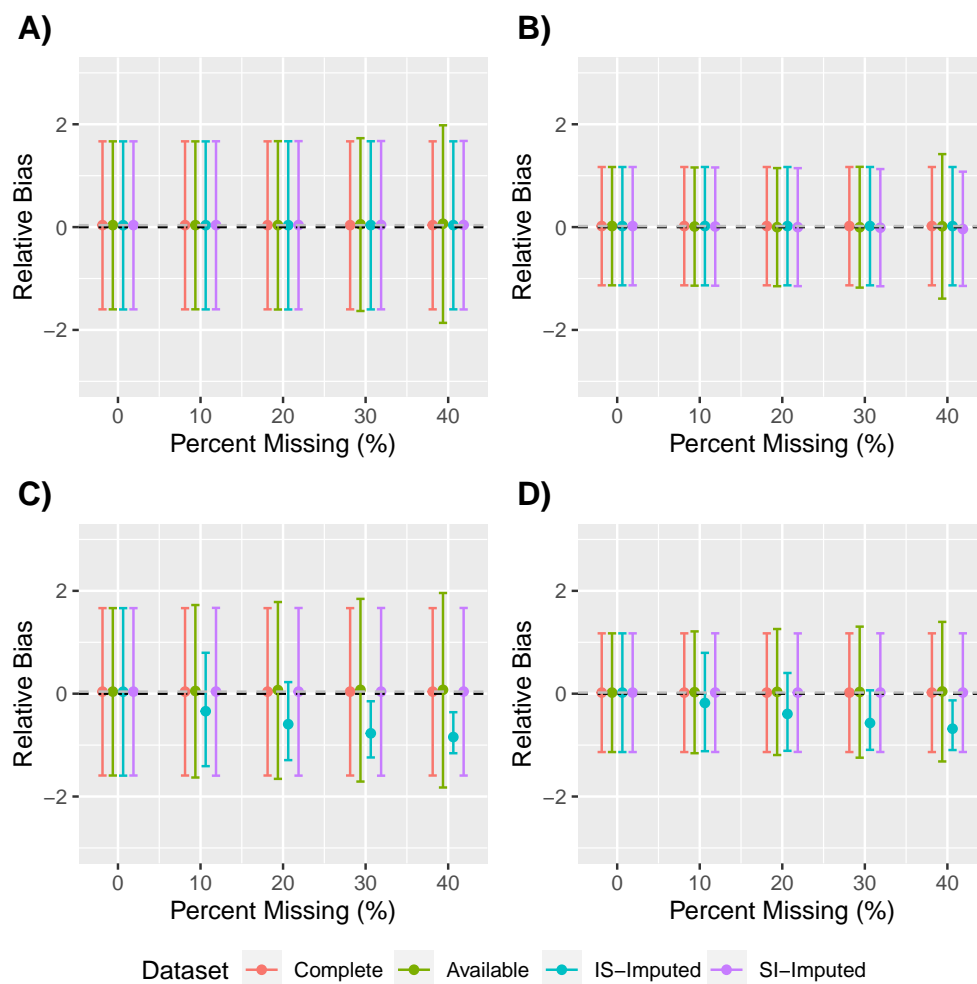 A)
B)
Relative Bias
2
0
−2
0 10 20 30 40
Percent Missing (%)
Relative Bias
2
0
−2
0 10 20 30 40
Percent Missing (%)
C)
D)
Relative Bias
2
0
−2
0 10 20 30 40
Percent Missing (%)
Relative Bias
2
0
−2
0 10 20 30 40
Percent Missing (%)
Dataset Complete Available IS−Imputed SI−Imputed